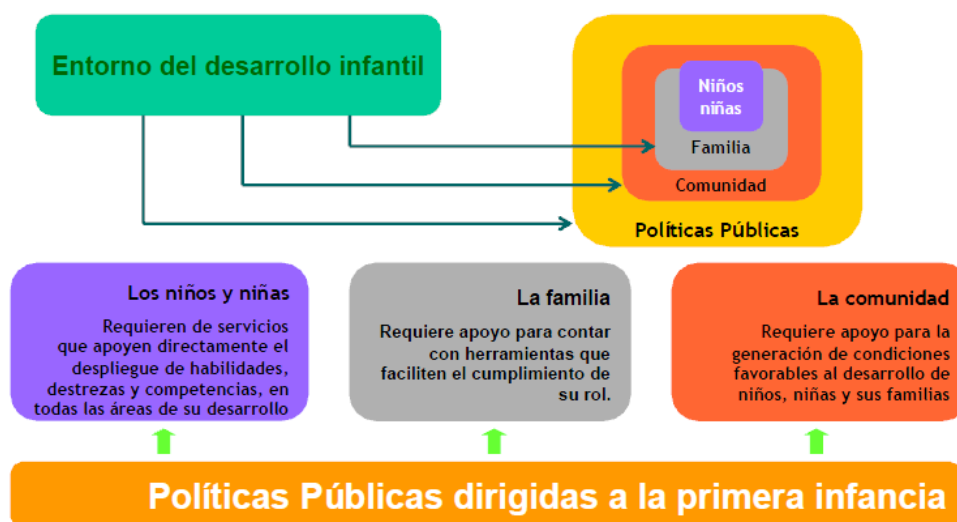 Entorno del desarrollo infantil
Niños
niñas
Familia
Comunidad
Políticas Públicas
Los niños y niñas
Requieren de servicios
que apoyen directamente el
despliegue de habilidades,
destrezas y competencias, en
todas las áreas de su desarrollo
La familia
Requiere apoyo para contar
con herramientas que
faciliten el cumplimiento de
su rol.
La comunidad
Requiere apoyo para la
generación de condiciones
favorables al desarrollo de
niños, niñas y sus familias
Políticas Públicas dirigidas a la primera infancia